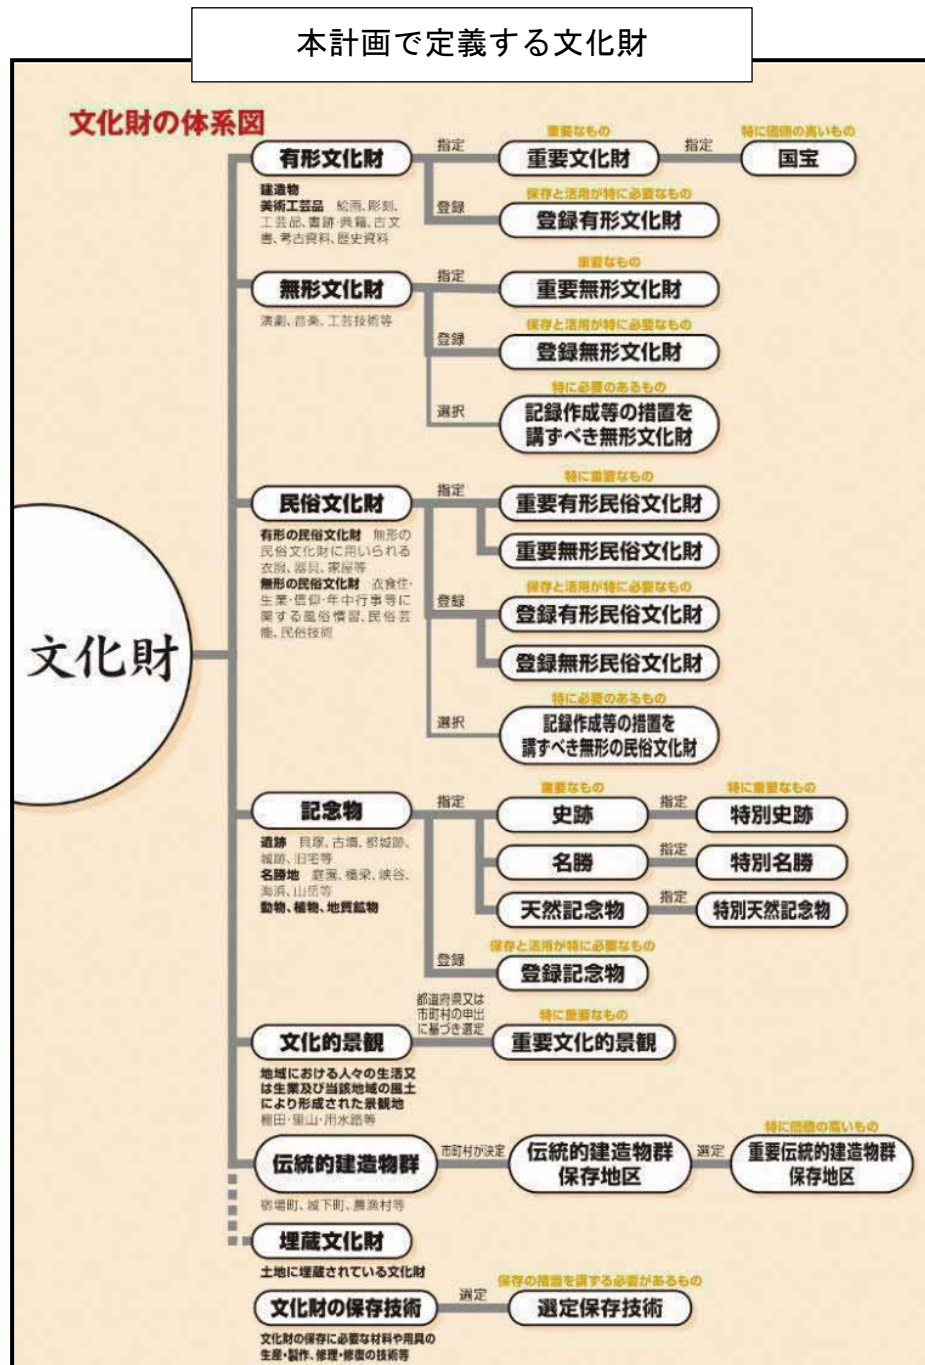 本計画で定義する文化財
文化財の体系図
文化財
有形文化財
建造物
美術工芸品　絵画、彫刻、
工芸品、書跡・典籍、古文
書、考古資料、歴史資料
指定
重要なもの
重要文化財
指定
特に価値の高いもの
国宝
登録
保存と活用が特に必要なもの
登録有形文化財
無形文化財
演劇、音楽、工芸技術等
指定
重要なもの
重要無形文化財
登録
保存と活用が特に必要なもの
登録無形文化財
選択
特に必要のあるもの
記録作成等の措置を
講ずべき無形文化財
民俗文化財
有形の民俗文化財　無形の
民俗文化財に用いられる
衣服、器具、家屋等
無形の民俗文化財　衣食住・
生業・信仰・年中行事等に
関する風俗慣習、民俗芸
能、民俗技術
指定
特に重要なもの
重要有形民俗文化財
重要無形民俗文化財
登録
保存と活用が特に必要なもの
登録有形民俗文化財
登録無形民俗文化財
選択
特に必要のあるもの
記録作成等の措置を
講ずべき無形の民俗文化財
記念物
遺跡　貝塚、古墳、都城跡、
城跡、旧宅等
名勝地　庭園、橋梁、峡谷、
海浜、山岳等
動物、植物、地質鉱物
指定
重要なもの
史跡
指定
特に重要なもの
特別史跡
名勝
指定
特別名勝
天然記念物
指定
特別天然記念物
登録
保存と活用が特に必要なもの
登録記念物
文化的景観
地域における人々の生活又
は生業及び当該地域の風土
により形成された景観地
棚田・里山・用水路等
都道府県又は
市町村の申出
に基づき選定
特に重要なもの
重要文化的景観
伝統的建造物群
宿場町、城下町、農漁村等
市町村が決定
伝統的建造物群
保存地区
選定
特に価値の高いもの
重要伝統的建造物群
保存地区
埋蔵文化財
土地に埋蔵されている文化財
文化財の保存技術
文化財の保存に必要な材料や用具の
生産・製作、修理・修復の技術等
選定
保存の措置を講ずる必要があるもの
選定保存技術